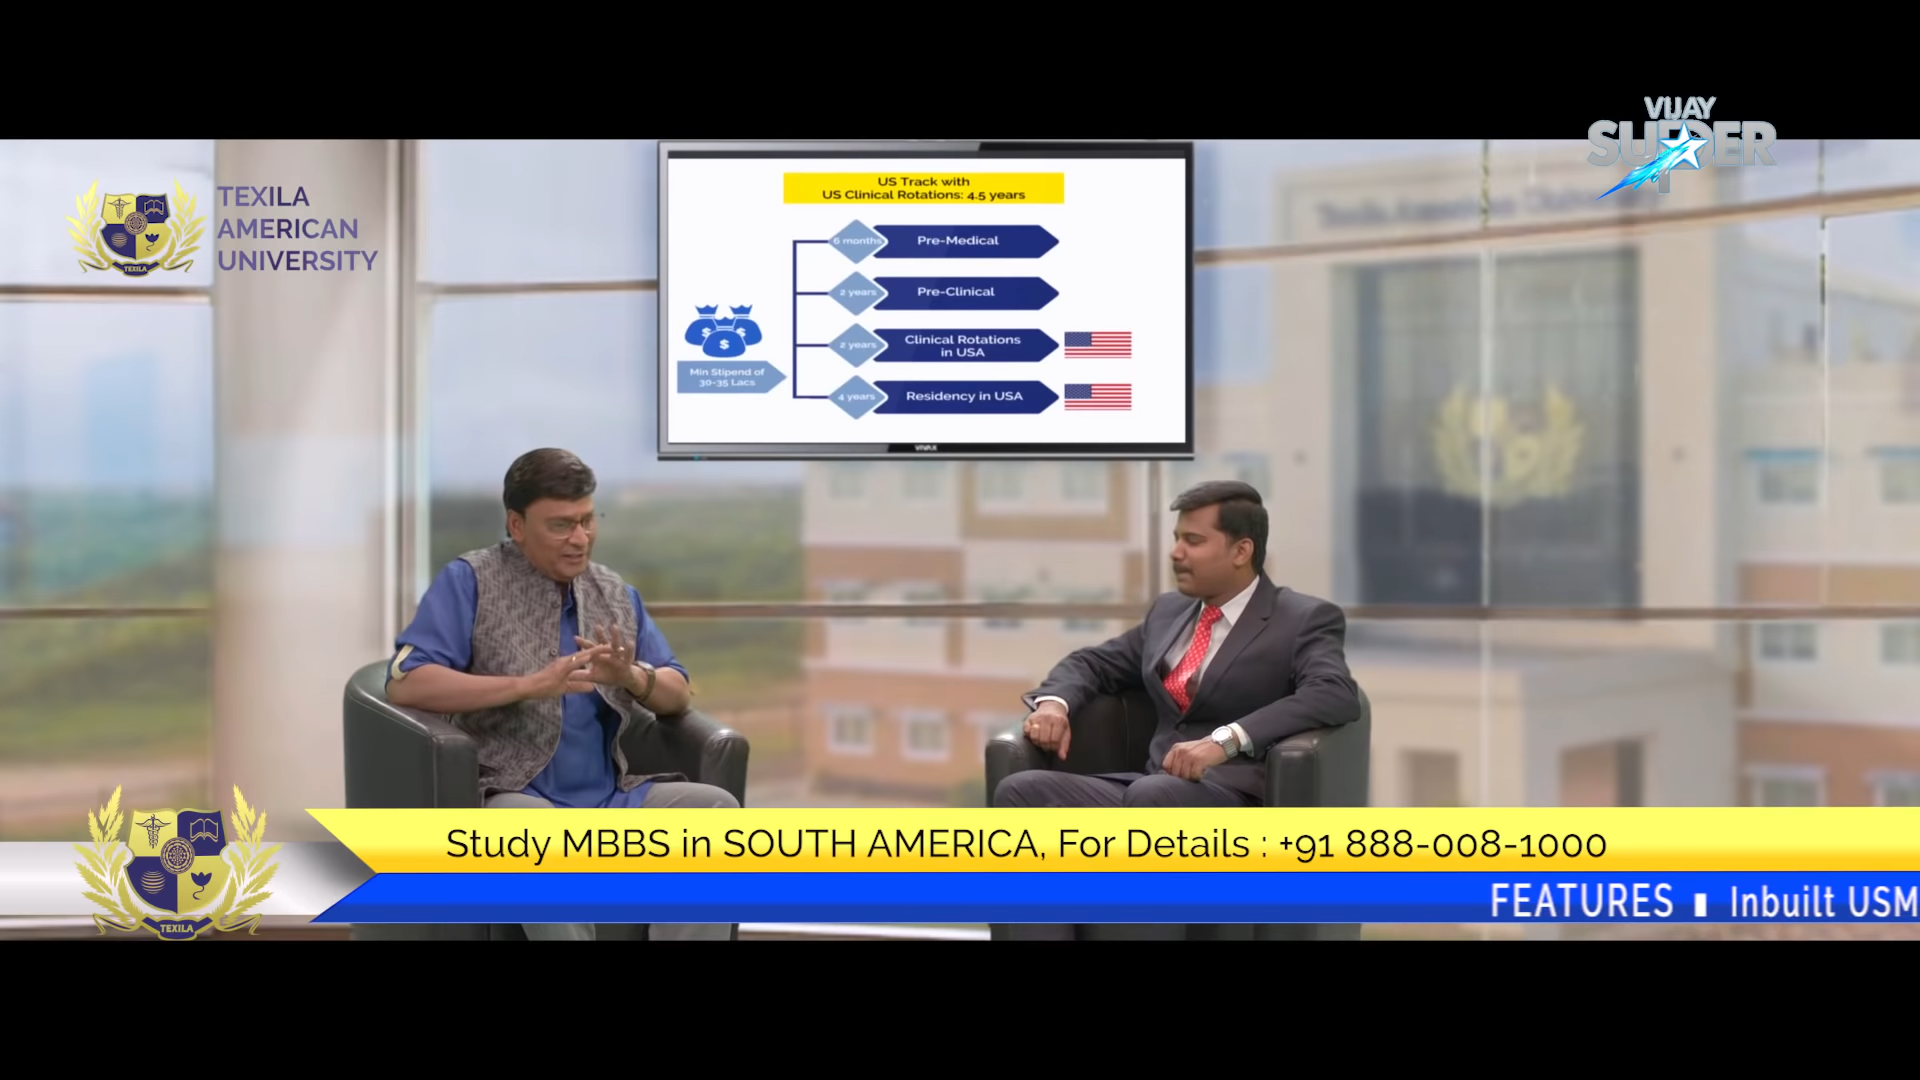 VIJAY
SUPER
TEXILA
AMERICAN
UNIVERSITY
TEXILA
US Track with
US Clinical Rotations: 4.5 years
6 months
Pre-Medical
2 years
Pre-Clinical
2 years
Clinical Rotations
in USA
Min Stipend of
30-35 Lacs
4 years
Residency in USA
Study MBBS in SOUTH AMERICA, For Details : +91 888-008-1000
FEATURES Inbuilt USM
TEXILA